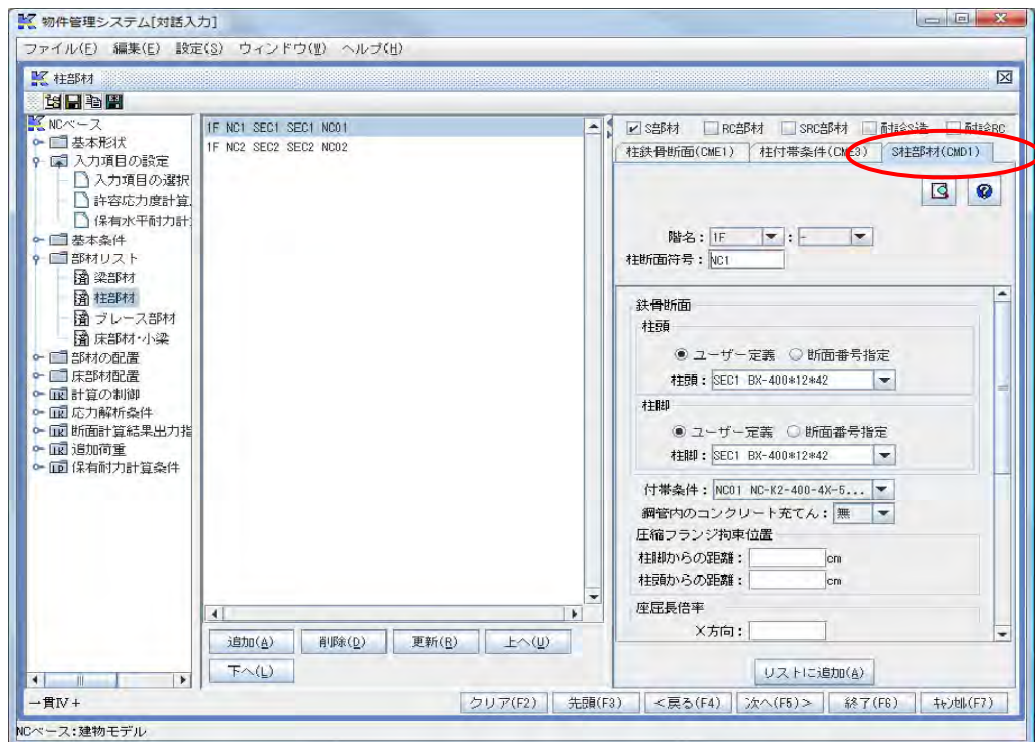 物件管理システム[対話入力]
ファイル(F) 編集(E) 設定(S) ウィンドウ(W) ヘルプ(H)
柱部材
NCベース
基本形状
入力項目の設定
入力項目の選択
許容応力度計算
保有水平耐力計
基本条件
部材リスト
梁部材
柱部材
ブレース部材
床部材・小梁
部材の配置
床部材配置
計算の制御
応力解析条件
断面計算結果出力指
追加荷重
保有耐力計算条件
1F NC1 SEC1 SEC1 NC01
1F NC2 SEC2 SEC2 NC02
S部材 RC部材 SRC部材 耐診S造 耐診RC
柱鉄骨断面(CME1) 柱付帯条件(CME3) S柱部材(CMD1)
階名: 1F : -
柱断面符号: NC1
鉄骨断面
柱頭
ユーザー定義 断面番号指定
柱頭: SEC1 BX-400*12*42
柱脚
ユーザー定義 断面番号指定
柱脚: SEC1 BX-400*12*42
付帯条件: NC01 NC-K2-400-4X-6...
鋼管内のコンクリート充てん: 無
圧縮フランジ拘束位置
柱脚からの距離: cm
柱頭からの距離: cm
座屈長倍率
X方向:
追加(A) 削除(D) 更新(R) 上へ(U)
下へ(L)
リストに追加(A)
一貫Ⅳ+
クリア(F2) 先頭(F3) <戻る(F4) 次へ(F5)> 終了(F6) キャンセル(F7)
NCベース:建物モデル